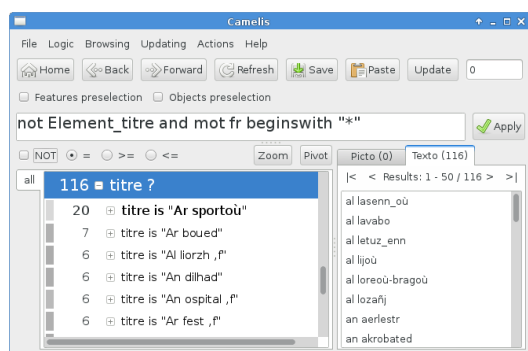 Camelis
File Logic Browsing Updating Actions Help
Home Back Forward Refresh Save Paste Update 0
Features preselection Objects preselection
not Element_titre and mot fr beginswith "*"
Apply
NOT = >= <= Zoom Pivot
Picto (0) Texto (116)
all
116 titre ?
20 titre is "Ar sportoù"
7 titre is "Ar boued"
6 titre is "Al liorzh ,f"
6 titre is "An dilhad"
6 titre is "An ospital ,f"
6 titre is "Ar fest ,f"
|< < Results: 1 - 50 / 116 > >|
al lasenn_où
al lavabo
al letuz_enn
al lijoù
al loreoù-bragoù
al lozañj
an aerlestr
an akrobated